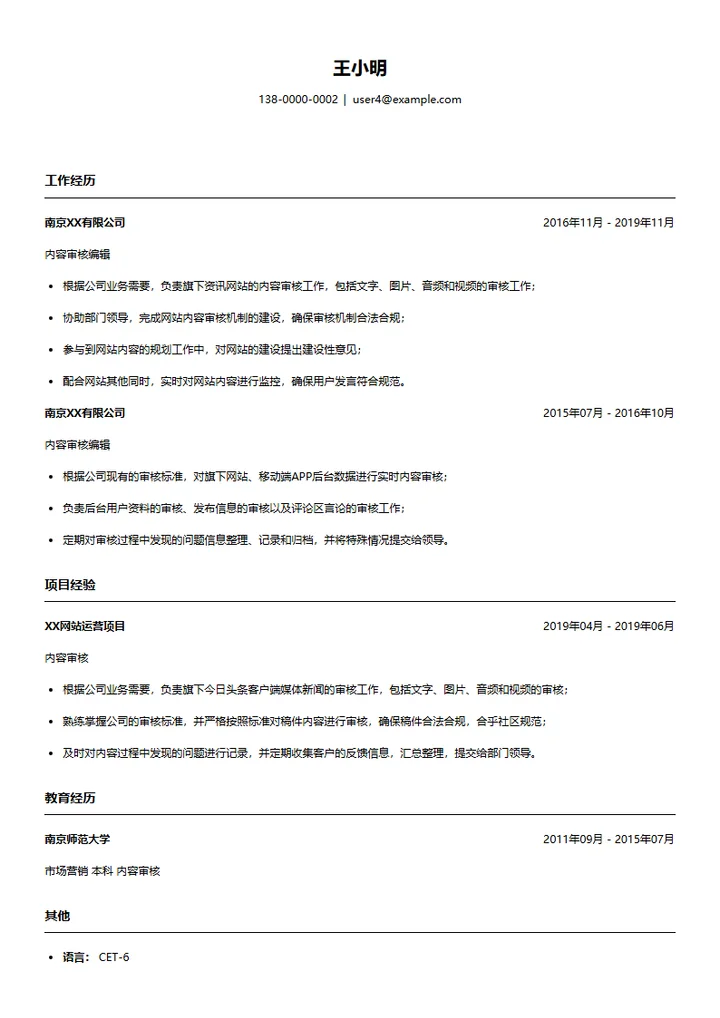 王小明
138-0000-0002 | user4@example.com
工作经历
南京XX有限公司 2016年11月 - 2019年11月
内容审核编辑
• 根据公司业务需要，负责旗下资讯网站的内容审核工作，包括文字、图片、音频和视频的审核工作；
• 协助部门领导，完成网站内容审核机制的建设，确保审核机制合法合规；
• 参与到网站内容的规划工作中，对网站的建设提出建设性意见；
• 配合网站其他同时，实时对网站内容进行监控，确保用户发言符合规范。
南京XX有限公司 2015年07月 - 2016年10月
内容审核编辑
• 根据公司现有的审核标准，对旗下网站、移动端APP后台数据进行实时内容审核；
• 负责后台用户资料的审核、发布信息的审核以及评论区言论的审核工作；
• 定期对审核过程中发现的问题信息整理、记录和归档，并将特殊情况提交给领导。
项目经验
XX网站运营项目 2019年04月 - 2019年06月
内容审核
• 根据公司业务需要，负责旗下今日头条客户端媒体新闻的审核工作，包括文字、图片、音频和视频的审核；
• 熟练掌握公司的审核标准，并严格按照标准对稿件内容进行审核，确保稿件合法合规，合乎社区规范；
• 及时对内容过程中发现的问题进行记录，并定期收集客户的反馈信息，汇总整理，提交给部门领导。
教育经历
南京师范大学 2011年09月 - 2015年07月
市场营销 本科 内容审核
其他
• 语言： CET-6